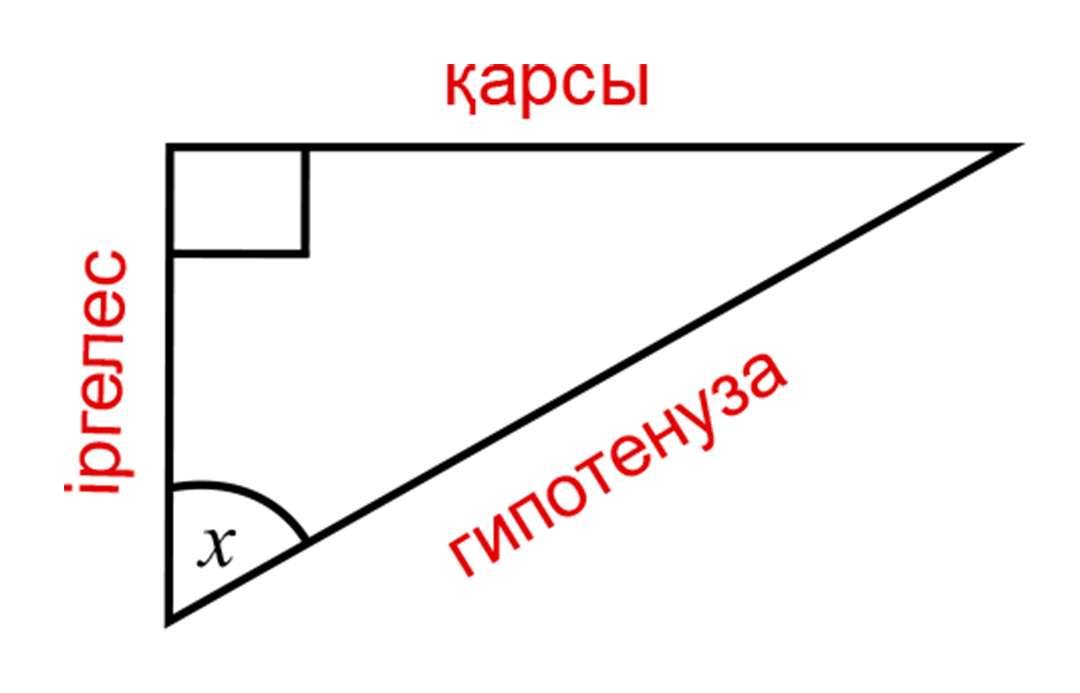 қарсы
іргелес
гипотенуза
x